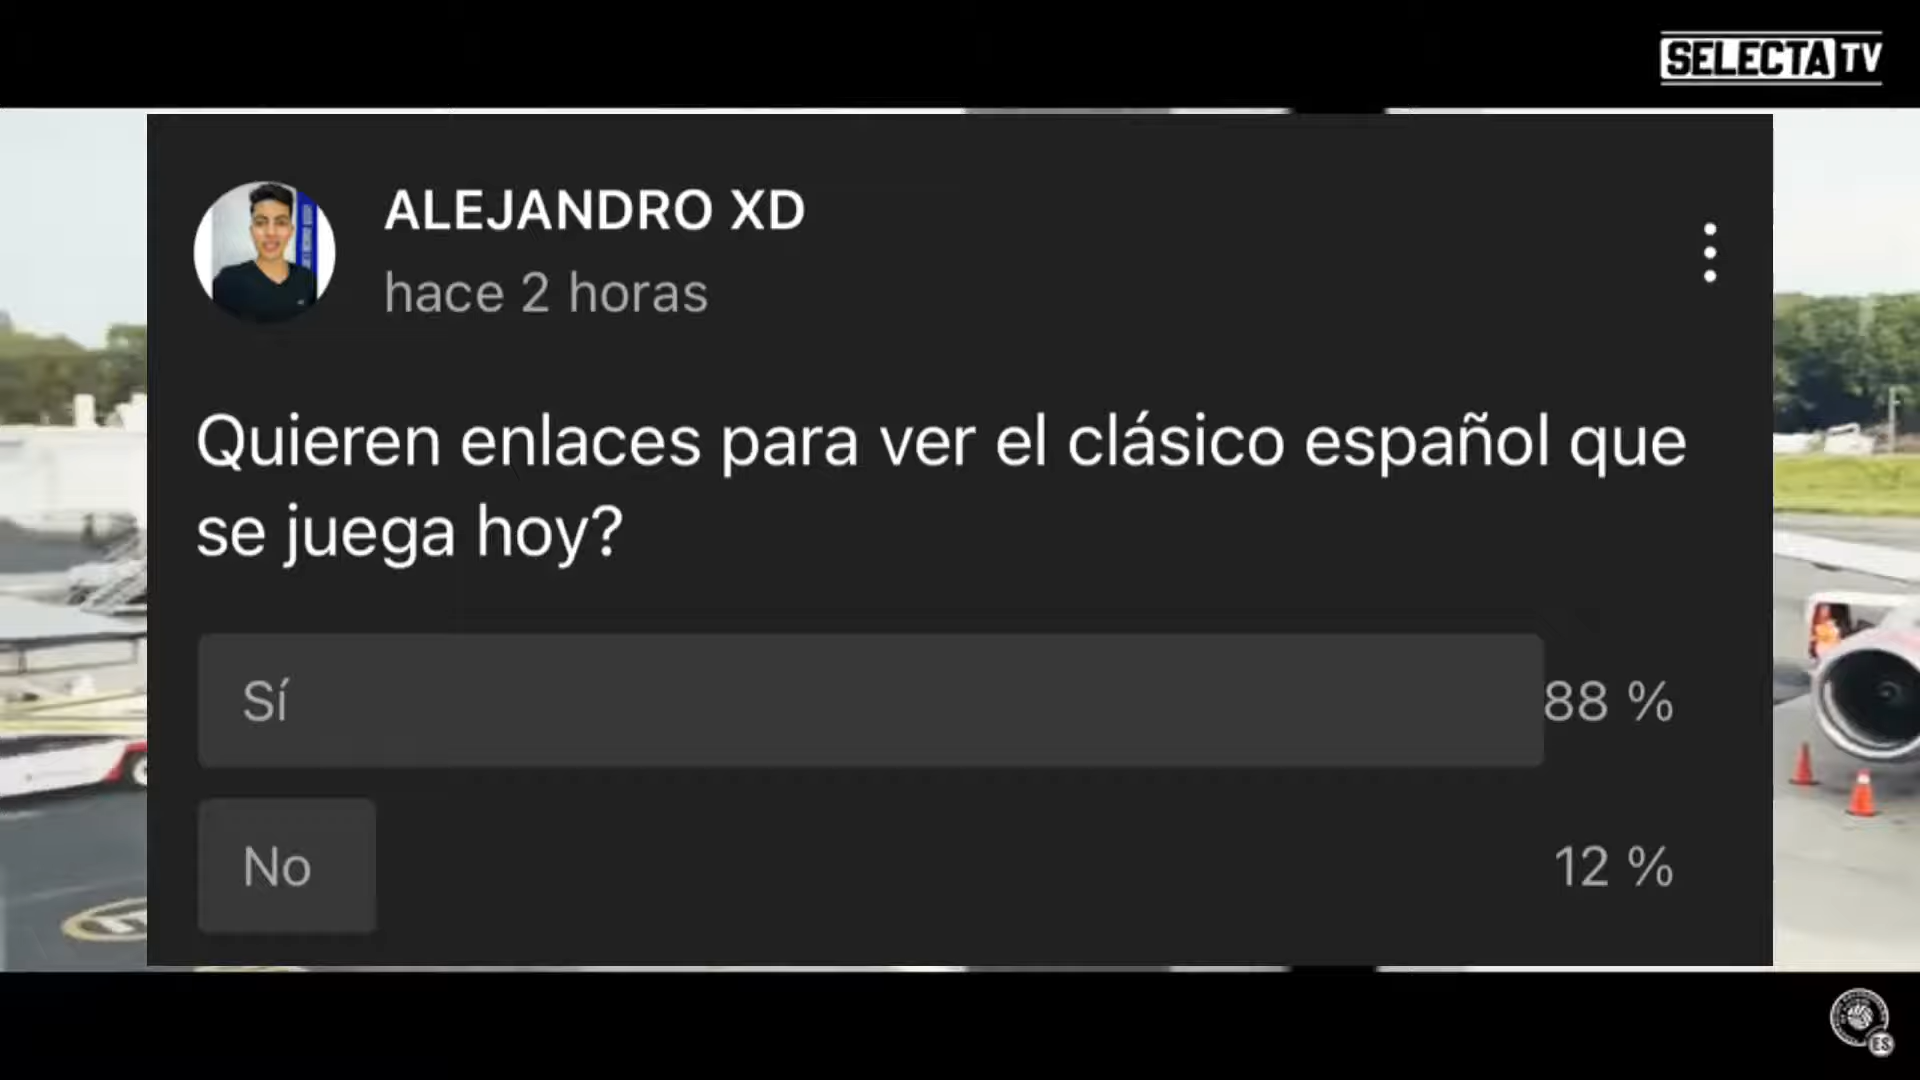 SELECTA TV
ALEJANDRO XD
hace 2 horas
Quieren enlaces para ver el clásico español que
se juega hoy?
Sí
88 %
No
12 %
ES